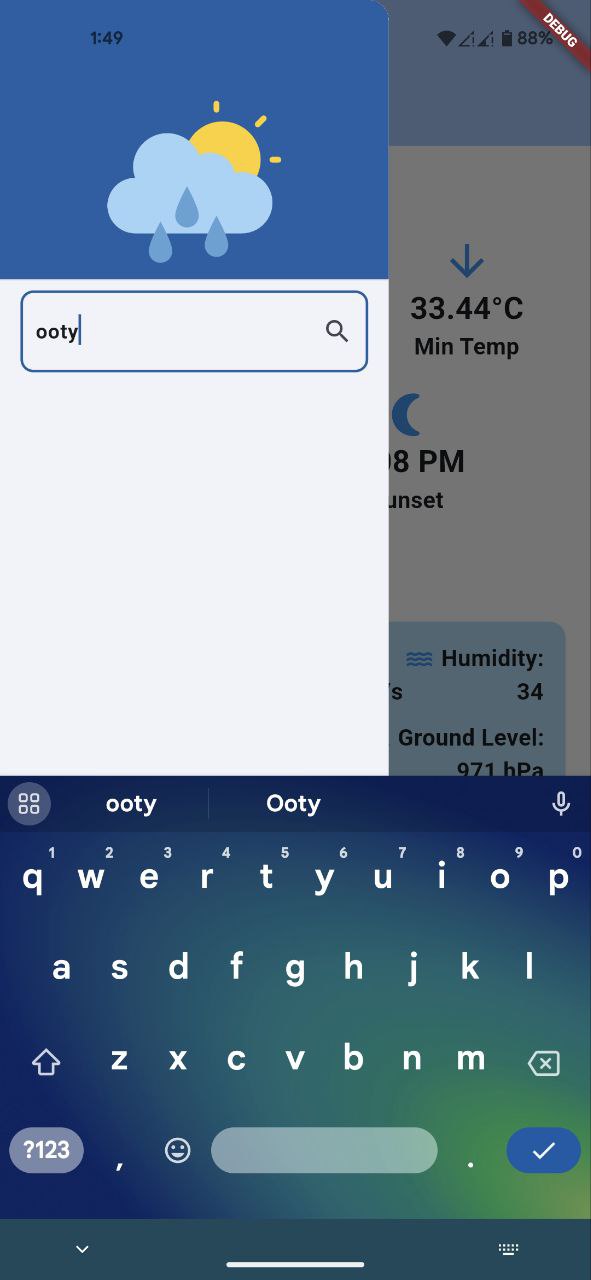 1:49
88%
DEBUG
33.44°C
Min Temp
ooty
8 PM
unset
Humidity:
34
Ground Level:
971 hPa
ooty Ooty
1 2 3 4 5 6 7 8 9 0
q w e r t y u i o p
a s d f g h j k l
z x c v b n m
?123 , .